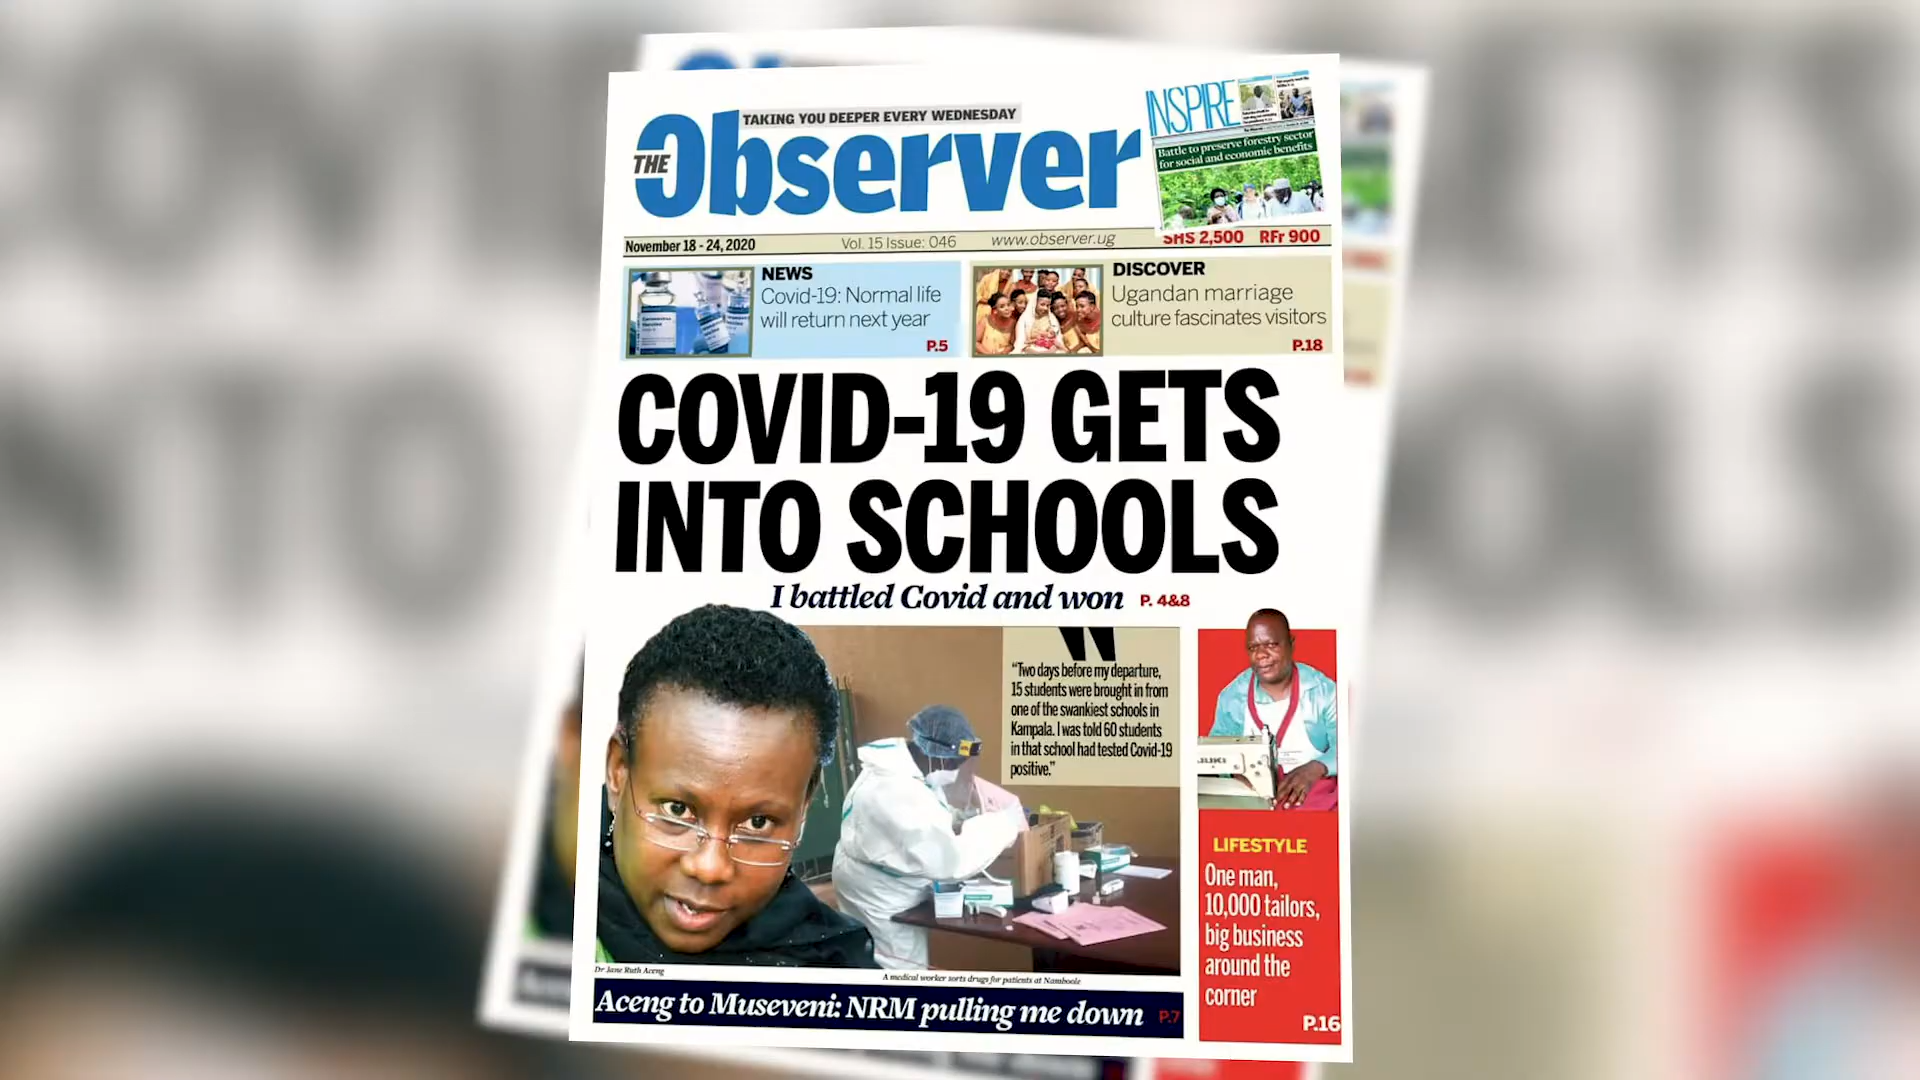 TAKING YOU DEEPER EVERY WEDNESDAY
THE Observer
INSPIRE
Battle to preserve forestry sector
for social and economic benefits
November 18 - 24, 2020
Vol. 15 Issue: 046
www.observer.ug
SHS 2,500 RFr 900
NEWS
Covid-19: Normal life
will return next year
P.5
DISCOVER
Ugandan marriage
culture fascinates visitors
P.18
COVID-19 GETS
INTO SCHOOLS
I battled Covid and won P. 4&8
“Two days before my departure,
15 students were brought in from
one of the swankiest schools in
Kampala. I was told 60 students
in that school had tested Covid-19
positive.”
JUKI
LIFESTYLE
One man,
10,000 tailors,
big business
around the
corner
P.16
Dr Jane Ruth Aceng
A medical worker sorts drugs for patients at Namboole
Aceng to Museveni: NRM pulling me down P.7